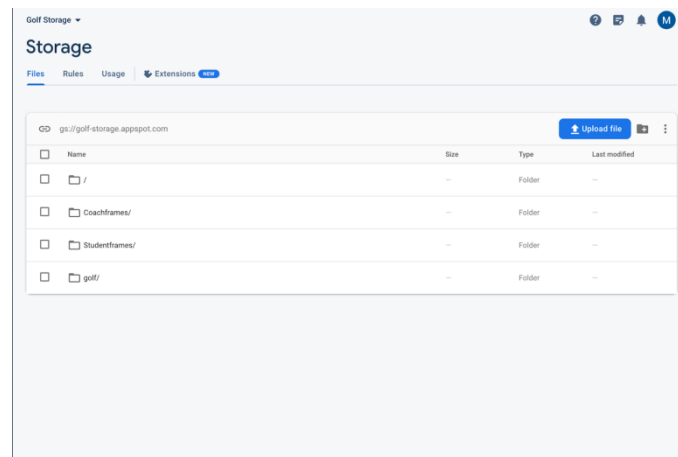 Golf Storage
M
Storage
Files Rules Usage Extensions NEW
gs://golf-storage.appspot.com Upload file
Name Size Type Last modified
/ — Folder —
Coachframes/ — Folder —
Studentframes/ — Folder —
golf/ — Folder —